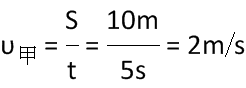 υ甲 = S/t = 10m/5s = 2m/s